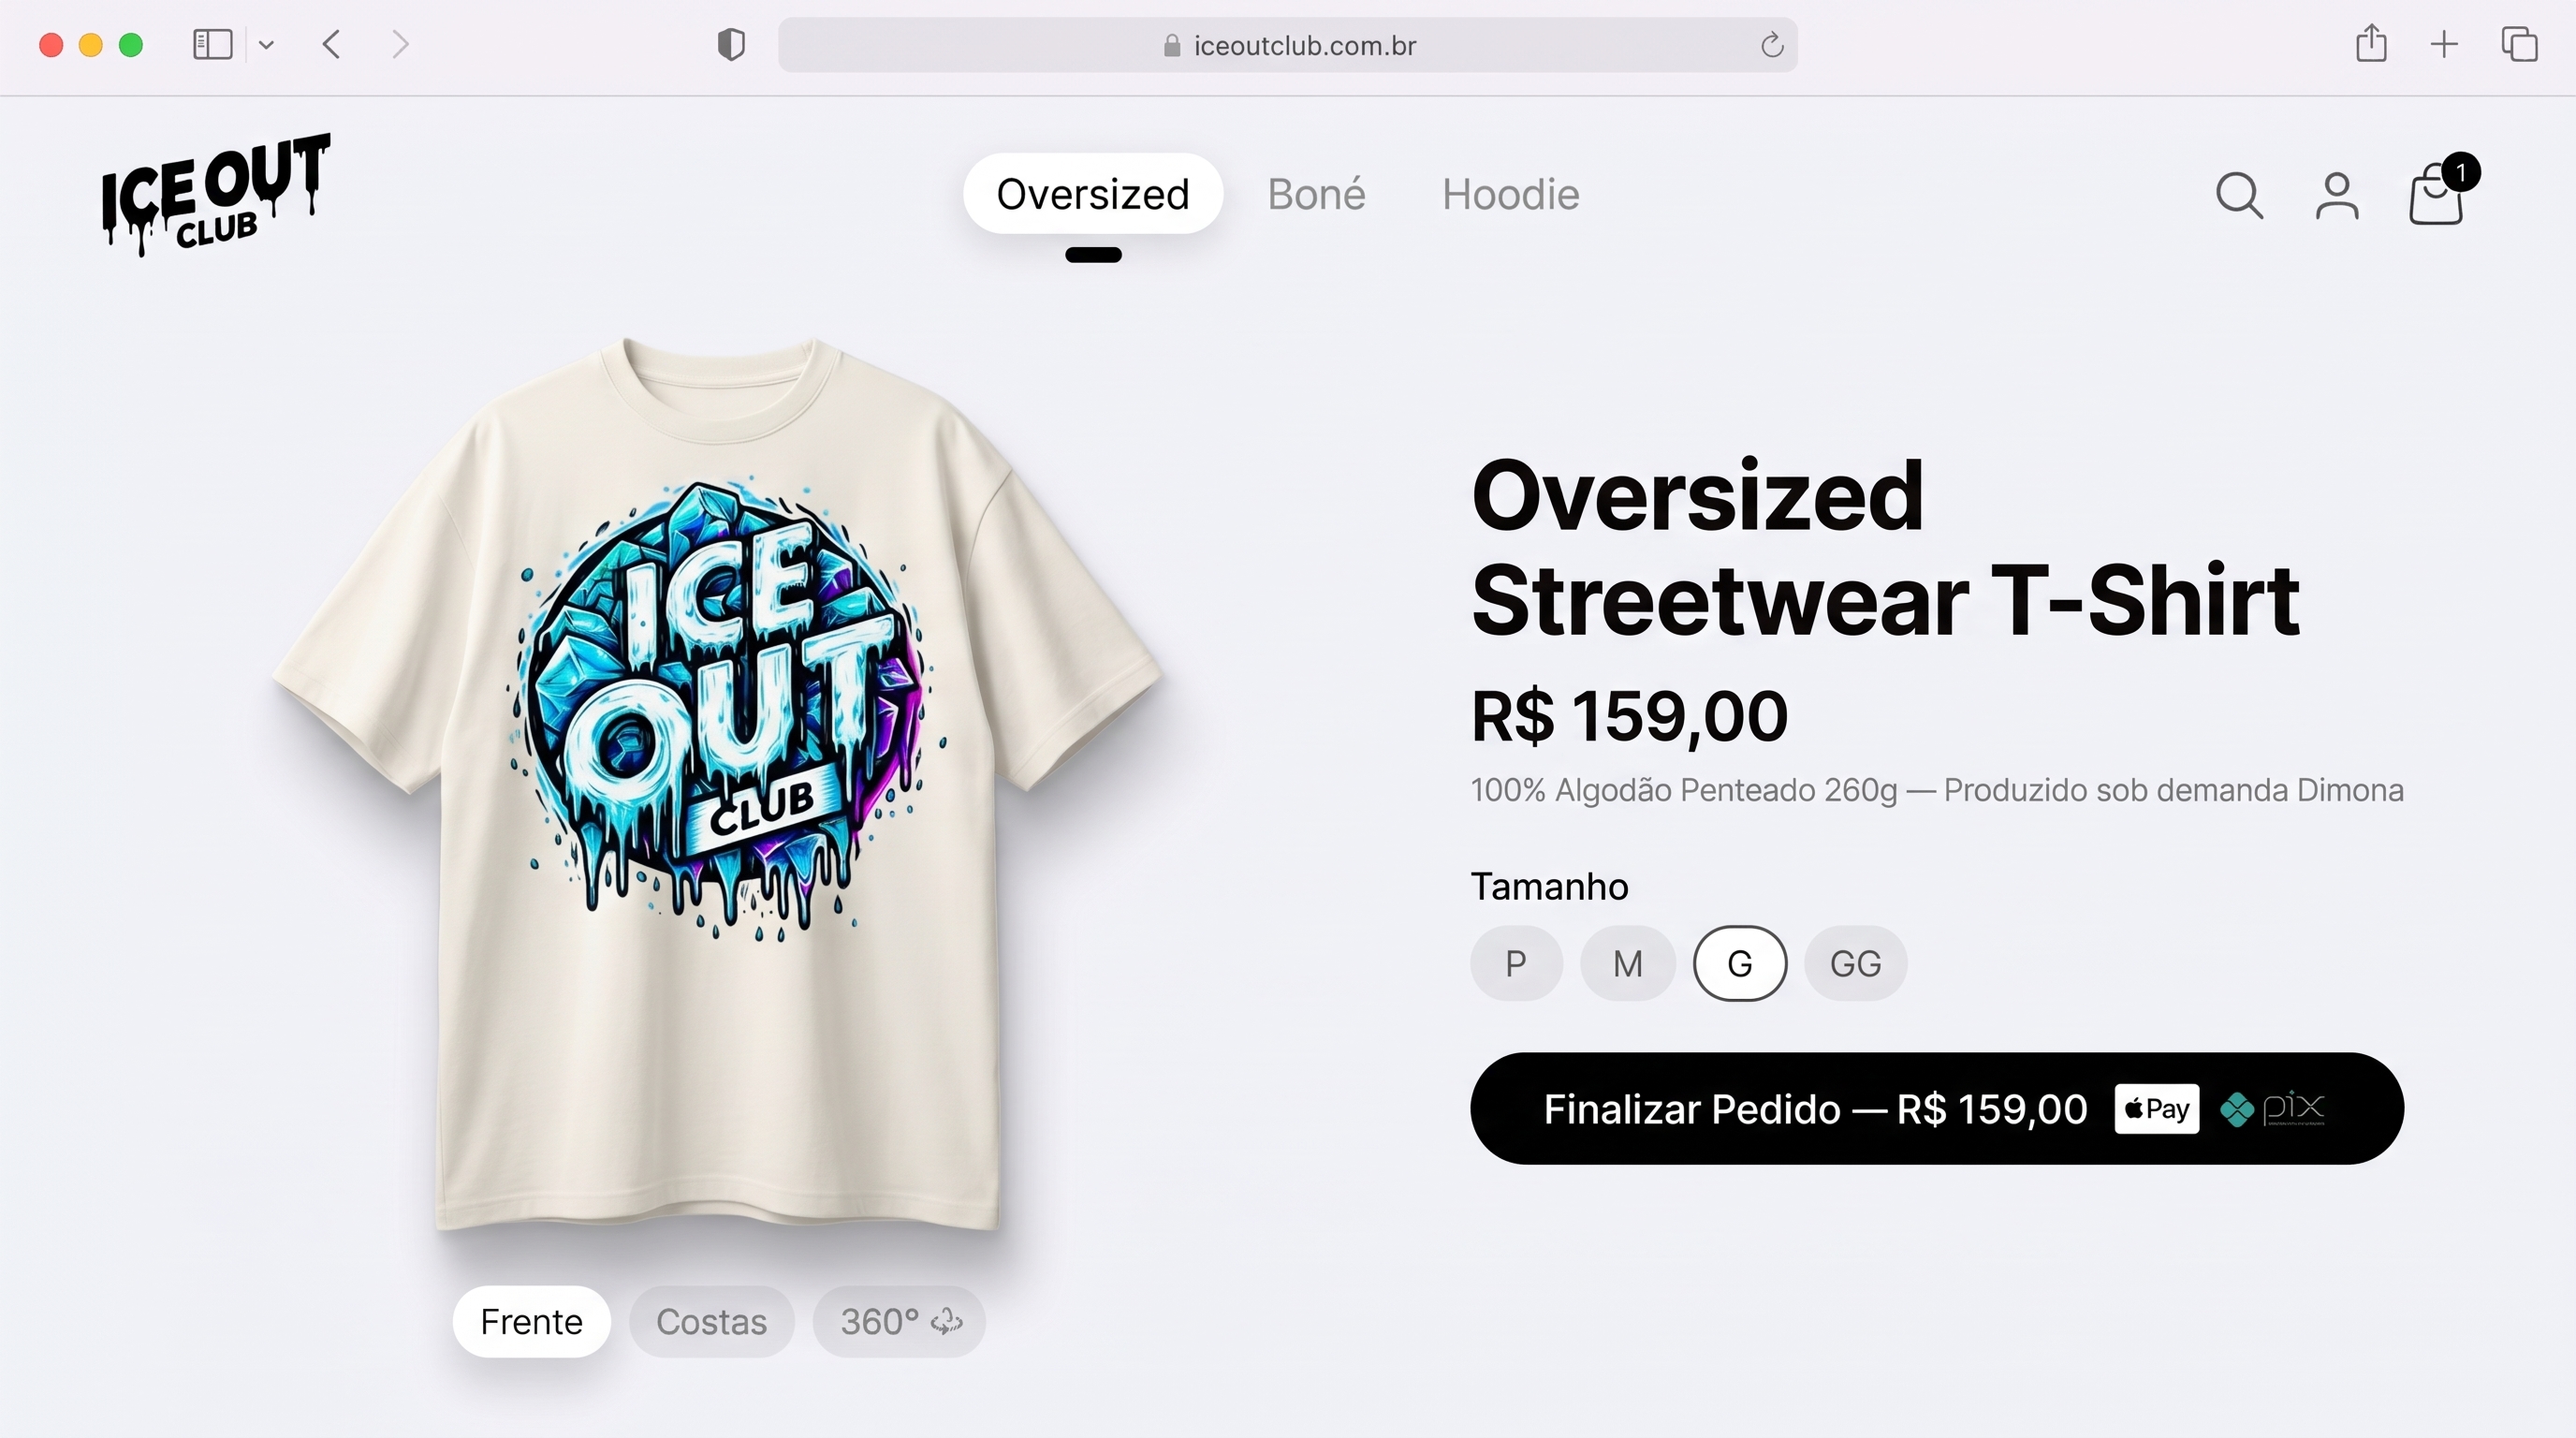 iceoutclub.com.br
ICE OUT
CLUB
Oversized
Boné
Hoodie
1
ICE
OUT
CLUB
Oversized
Streetwear T-Shirt
R$ 159,00
100% Algodão Penteado 260g — Produzido sob demanda Dimona
Tamanho
P
M
G
GG
Finalizar Pedido — R$ 159,00
Pay
pix
Frente
Costas
360°